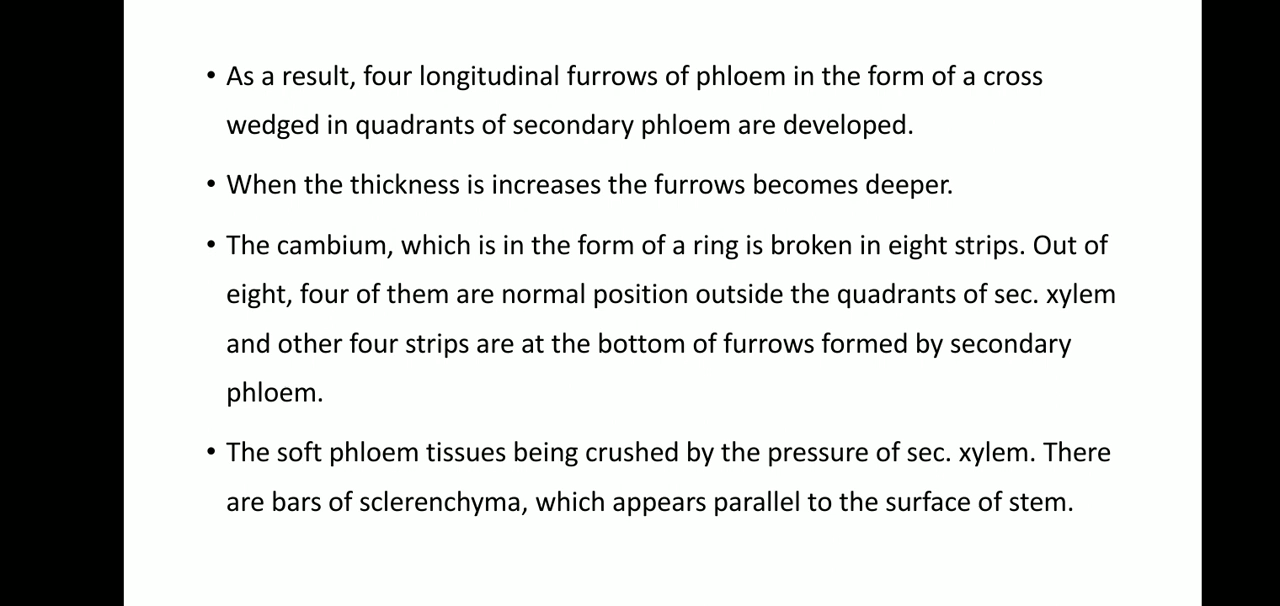 • As a result, four longitudinal furrows of phloem in the form of a cross
wedged in quadrants of secondary phloem are developed.
• When the thickness is increases the furrows becomes deeper.
• The cambium, which is in the form of a ring is broken in eight strips. Out of
eight, four of them are normal position outside the quadrants of sec. xylem
and other four strips are at the bottom of furrows formed by secondary
phloem.
• The soft phloem tissues being crushed by the pressure of sec. xylem. There
are bars of sclerenchyma, which appears parallel to the surface of stem.